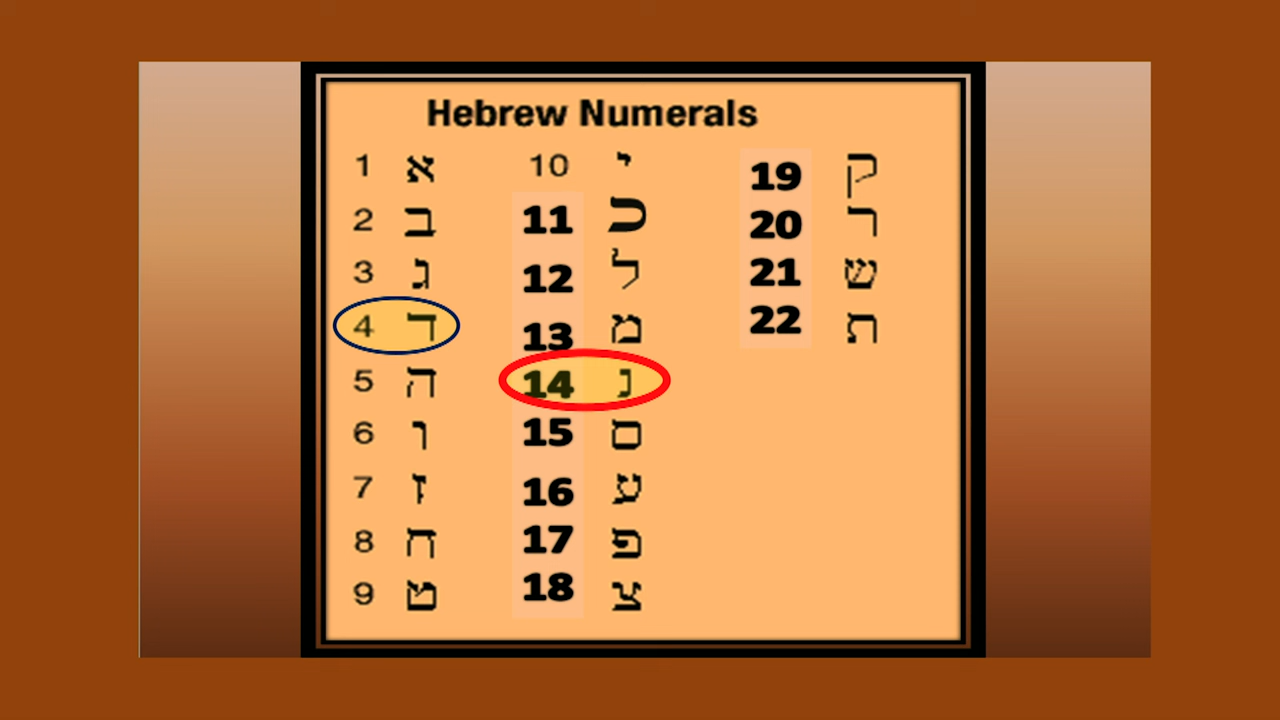 Hebrew Numerals
1 א
2 ב
3 ג
4 ד
5 ה
6 ו
7 ז
8 ח
9 ט
10 י
11 כ
12 ל
13 מ
14 נ
15 ס
16 ע
17 פ
18 צ
19 ק
20 ר
21 ש
22 ת